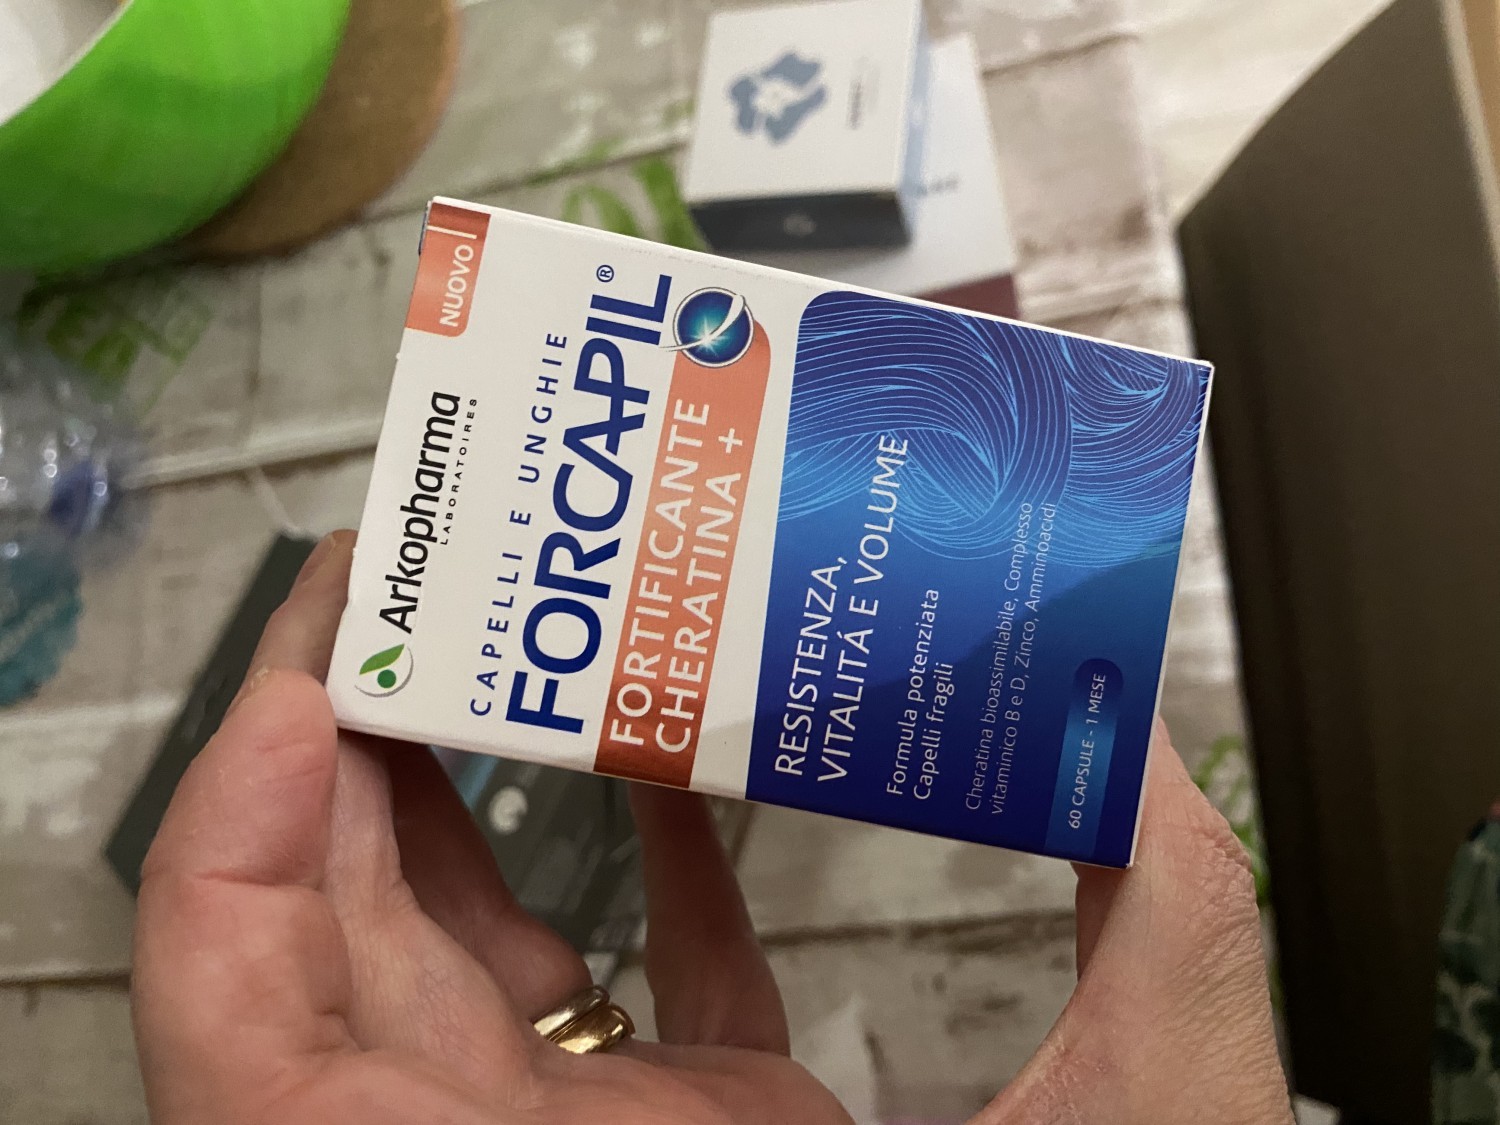 NUOVO
Arkopharma
LABORATOIRES
CAPELLI E UNGHIE
FORCAPIL®
FORTIFICANTE
CHERATINA +
RESISTENZA,
VITALITÁ E VOLUME
Formula potenziata
Capelli fragili
Cheratina bioassimilabile, Complesso
vitaminico B e D, Zinco, Amminoacidi
60 CAPSULE - 1 MESE